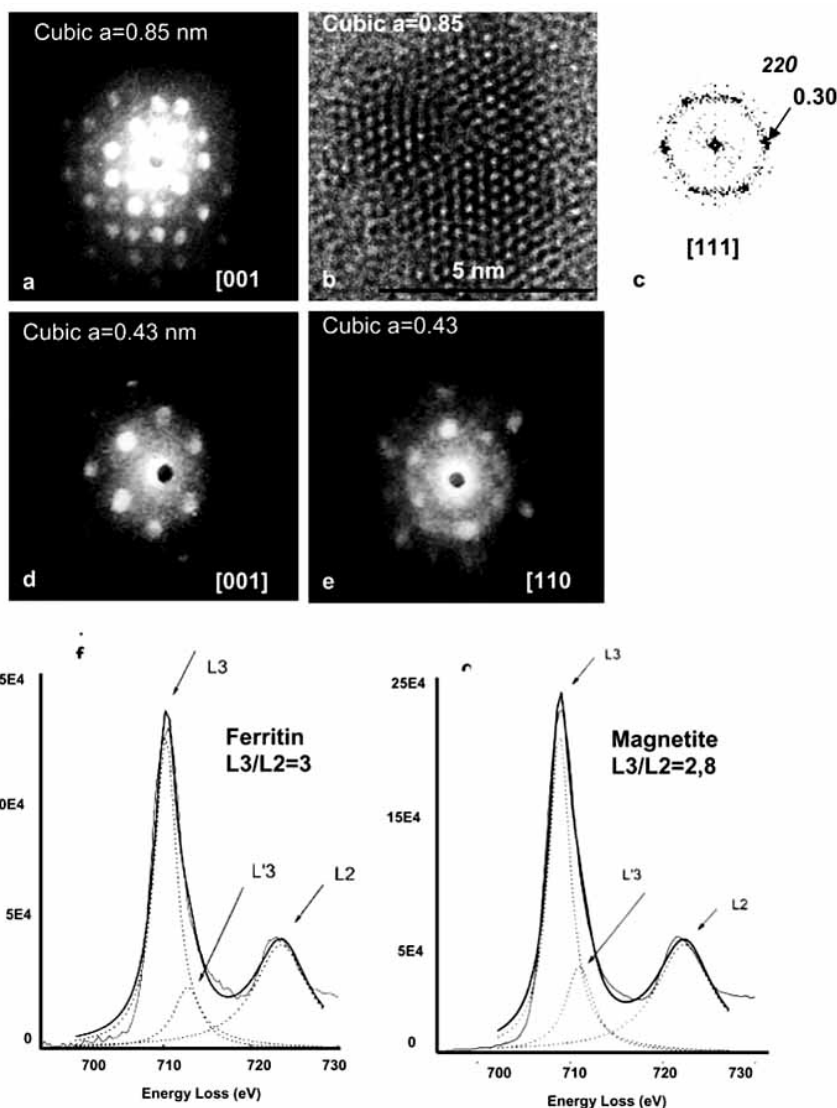 Cubic a=0.85 nm
a
[001
Cubic a=0.85
b
5 nm
220
0.30
[111]
c
Cubic a=0.43 nm
d
[001]
Cubic a=0.43
e
[110
f
L3
5E4
Ferritin
L3/L2=3
0E4
L'3
L2
5E4
0
700
710
720
730
Energy Loss (eV)
L3
25E4
Magnetite
L3/L2=2,8
15E4
L'3
L2
5E4
0
700
710
720
730
Energy Loss (eV)